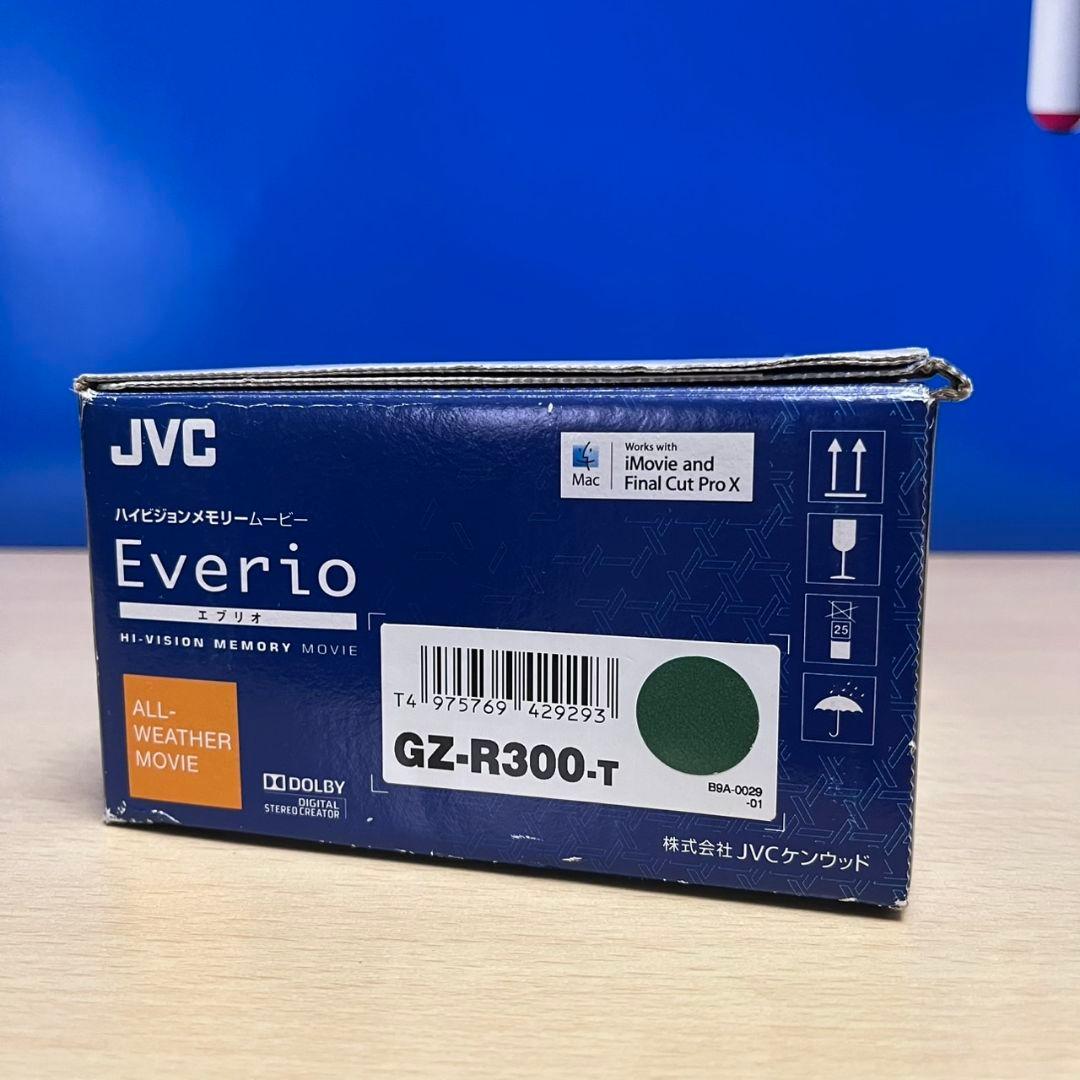 JVC
ハイビジョンメモリームービー
Everio
エブリオ
HI-VISION MEMORY MOVIE
ALL-
WEATHER
MOVIE
DOLBY
DIGITAL
STEREO CREATOR
Mac
Works with
iMovie and
Final Cut Pro X
T4 975769 429293
GZ-R300-T
B9A-0029
-01
25
株式会社 JVCケンウッド